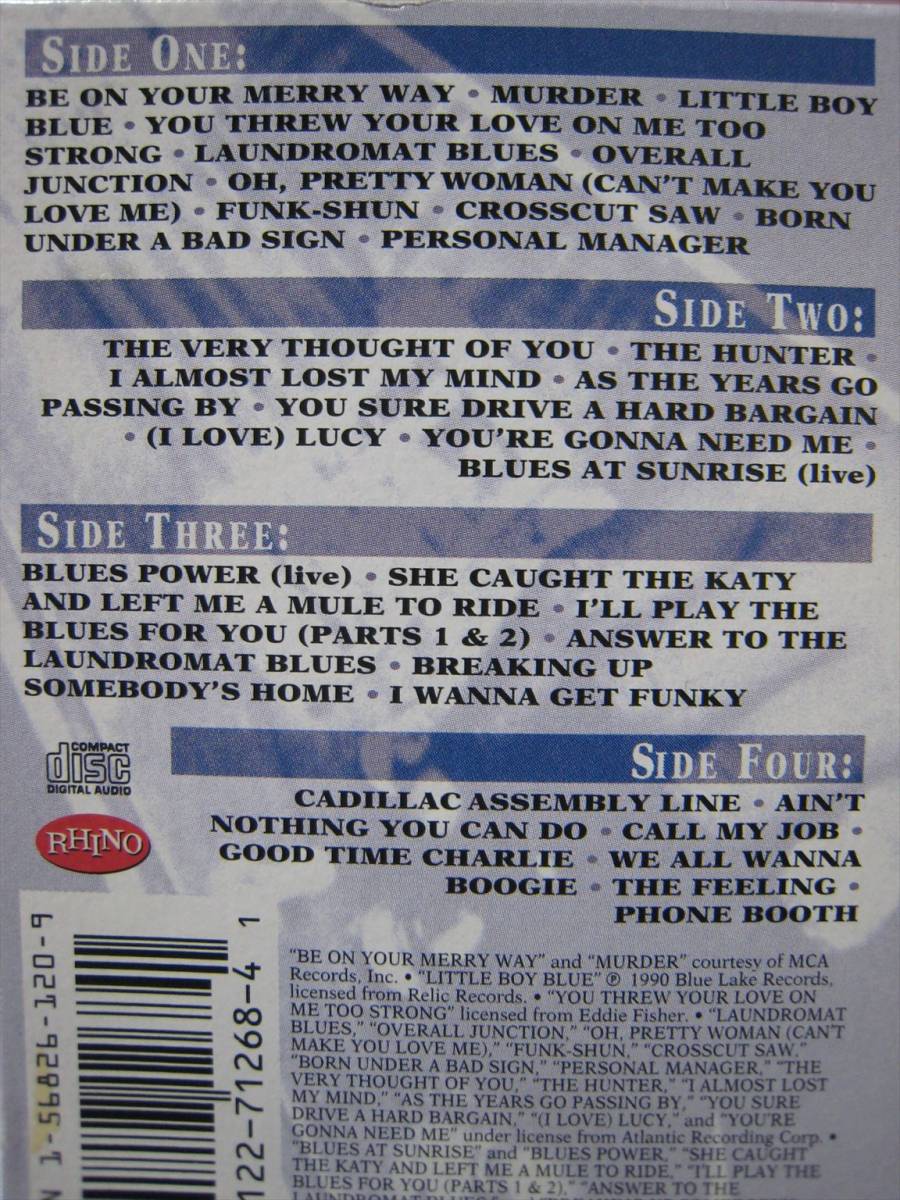 SIDE ONE:
BE ON YOUR MERRY WAY • MURDER • LITTLE BOY
BLUE • YOU THREW YOUR LOVE ON ME TOO
STRONG • LAUNDROMAT BLUES • OVERALL
JUNCTION • OH, PRETTY WOMAN (CAN'T MAKE YOU
LOVE ME) • FUNK-SHUN • CROSSCUT SAW • BORN
UNDER A BAD SIGN • PERSONAL MANAGER
SIDE TWO:
THE VERY THOUGHT OF YOU • THE HUNTER •
I ALMOST LOST MY MIND • AS THE YEARS GO
PASSING BY • YOU SURE DRIVE A HARD BARGAIN
• (I LOVE) LUCY • YOU'RE GONNA NEED ME •
BLUES AT SUNRISE (live)
SIDE THREE:
BLUES POWER (live) • SHE CAUGHT THE KATY
AND LEFT ME A MULE TO RIDE • I'LL PLAY THE
BLUES FOR YOU (PARTS 1 & 2) • ANSWER TO THE
LAUNDROMAT BLUES • BREAKING UP
SOMEBODY'S HOME • I WANNA GET FUNKY
COMPACT
disc
DIGITAL AUDIO
RHINO
SIDE FOUR:
CADILLAC ASSEMBLY LINE • AIN'T
NOTHING YOU CAN DO • CALL MY JOB •
GOOD TIME CHARLIE • WE ALL WANNA
BOOGIE • THE FEELING •
PHONE BOOTH
N 1-56826-120-9
122-71268-4 1
"BE ON YOUR MERRY WAY" and "MURDER" courtesy of MCA
Records, Inc. • "LITTLE BOY BLUE" ℗ 1990 Blue Lake Records,
licensed from Relic Records. • "YOU THREW YOUR LOVE ON
ME TOO STRONG" licensed from Eddie Fisher. • "LAUNDROMAT
BLUES," "OVERALL JUNCTION," "OH, PRETTY WOMAN (CAN'T
MAKE YOU LOVE ME)," "FUNK-SHUN," "CROSSCUT SAW,"
"BORN UNDER A BAD SIGN," "PERSONAL MANAGER," "THE
VERY THOUGHT OF YOU," "THE HUNTER," "I ALMOST LOST
MY MIND," "AS THE YEARS GO PASSING BY," "YOU SURE
DRIVE A HARD BARGAIN," "(I LOVE) LUCY," and "YOU'RE
GONNA NEED ME" under license from Atlantic Recording Corp. •
"BLUES AT SUNRISE" and "BLUES POWER," "SHE CAUGHT
THE KATY AND LEFT ME A MULE TO RIDE," "I'LL PLAY THE
BLUES FOR YOU (PARTS 1 & 2)," "ANSWER TO THE